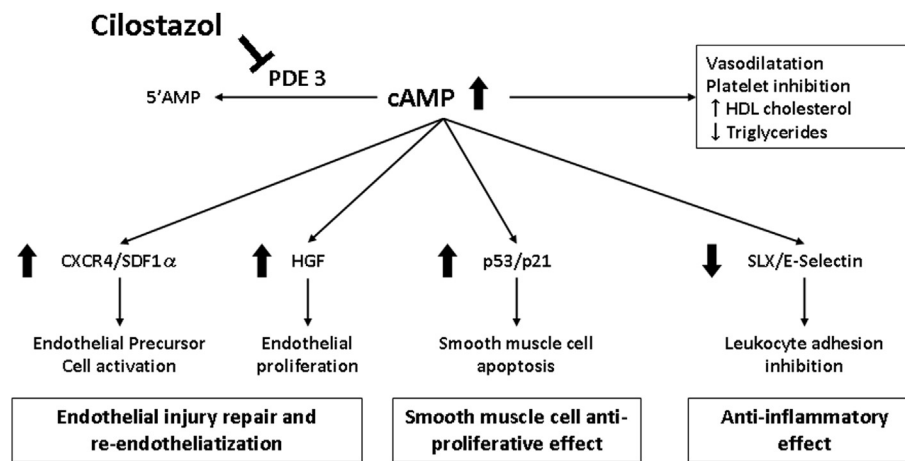 Cilostazol
PDE 3
5'AMP
cAMP
Vasodilatation
Platelet inhibition
↑ HDL cholesterol
↓ Triglycerides
CXCR4/SDF1α
HGF
p53/p21
SLX/E-Selectin
Endothelial Precursor
Cell activation
Endothelial
proliferation
Smooth muscle cell
apoptosis
Leukocyte adhesion
inhibition
Endothelial injury repair and
re-endotheliatization
Smooth muscle cell anti-
proliferative effect
Anti-inflammatory
effect